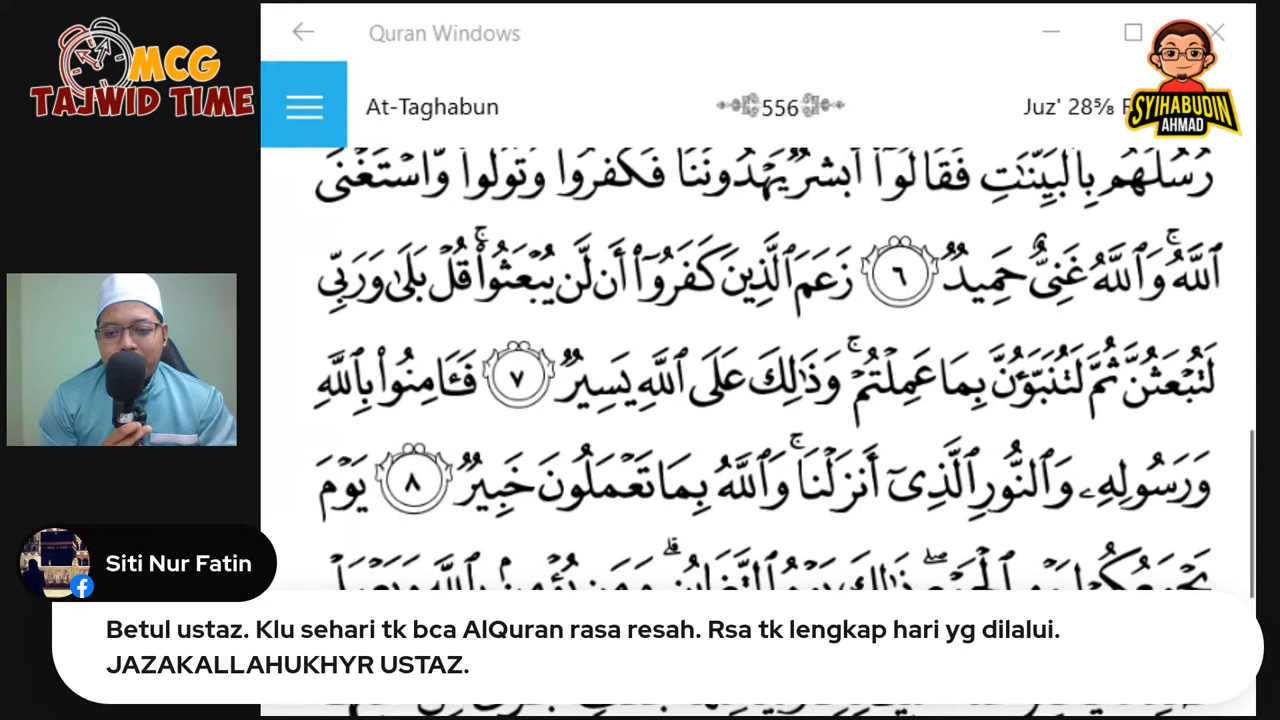 MCG
TAJWID TIME
Quran Windows
At-Taghabun
556
Juz' 28⅝
SYIHABUDIN
AHMAD
رُسُلُهُم بِٱلْبَيِّنَٰتِ فَقَالُوٓا۟ أَبَشَرٌ يَهْدُونَنَا فَكَفَرُوا۟ وَتَوَلَّوا۟ وَّٱسْتَغْنَى
ٱللَّهُ ۚ وَٱللَّهُ غَنِىٌّ حَمِيدٌ ٦ زَعَمَ ٱلَّذِينَ كَفَرُوٓا۟ أَن لَّن يُبْعَثُوا۟ ۚ قُلْ بَلَىٰ وَرَبِّى
لَتُبْعَثُنَّ ثُمَّ لَتُنَبَّؤُنَّ بِمَا عَمِلْتُمْ ۚ وَذَٰلِكَ عَلَى ٱللَّهِ يَسِيرٌ ٧ فَـَٔامِنُوا۟ بِٱللَّهِ
وَرَسُولِهِۦ وَٱلنُّورِ ٱلَّذِىٓ أَنزَلْنَا ۚ وَٱللَّهُ بِمَا تَعْمَلُونَ خَبِيرٌ ٨ يَوْمَ
Siti Nur Fatin
Betul ustaz. Klu sehari tk bca AlQuran rasa resah. Rsa tk lengkap hari yg dilalui.
JAZAKALLAHUKHYR USTAZ.